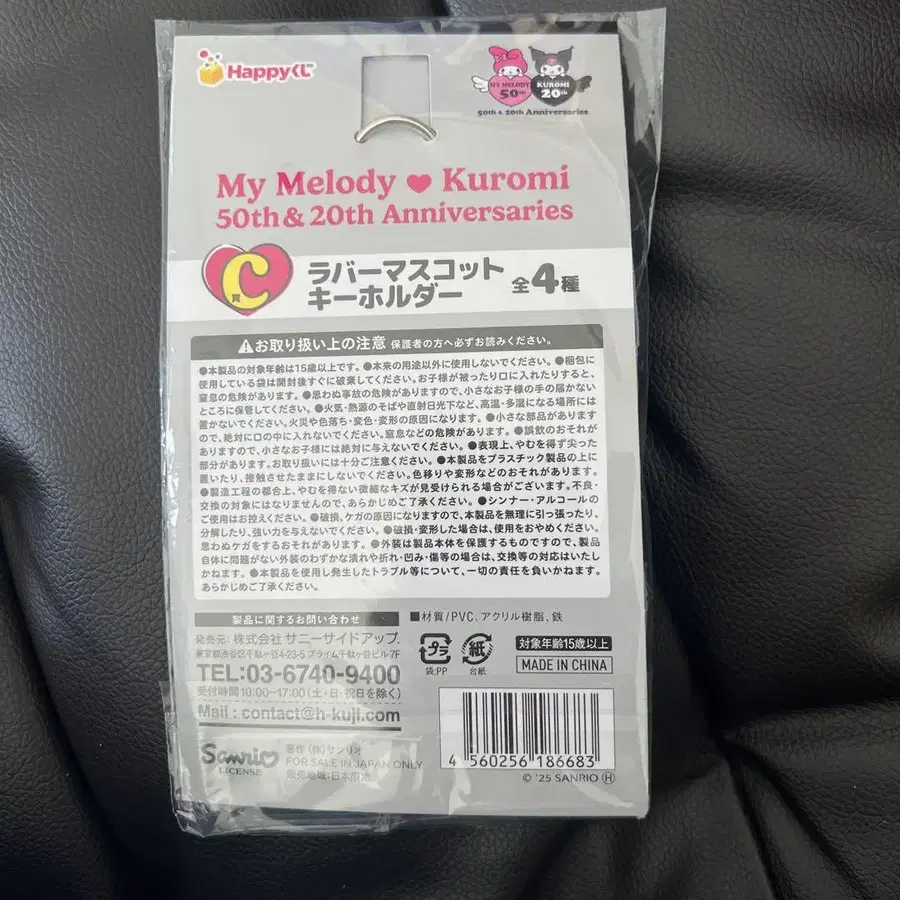 Happyくじ
MY MELODY 50th
KUROMI 20th
50th & 20th Anniversaries
My Melody ♥ Kuromi
50th & 20th Anniversaries
C賞
ラバーマスコット
キーホルダー
全4種
⚠お取り扱い上の注意 保護者の方へ必ずお読みください。
●本製品の対象年齢は15歳以上です。●本来の用途以外に使用しないでください。●梱包に
使用している袋は開封後すぐに破棄してください。お子様が被ったり口に入れたりすると、
窒息の危険があります。●思わぬ事故の危険がありますので、小さなお子様の手の届かない
ところに保管してください。●火気・熱源のそばや直射日光下など、高温・多湿になる場所には
置かないでください。火災や色落ち・変色・変形の原因になります。●小さな部品があります
ので、絶対に口の中に入れないでください。窒息などの危険があります。●誤飲のおそれが
ありますので、小さなお子様には絶対に与えないでください。●表現上、やむを得ず尖った
部分があります。お取り扱いには十分ご注意ください。●本製品をプラスチック製品の上に
置いたり、接触させたままにしないでください。色移りや変形などのおそれがあります。
●製造工程の都合上、やむを得ない微細なキズが見受けられる場合がございます。不良・
交換の対象にはなりませんので、あらかじめご了承ください。●シンナー・アルコールの
ご使用はお控えください。●破損、ケガの原因になりますので、本製品を無理に引っ張ったり、
分解したり、強い力を与えないでください。●破損・変形した場合は、使用をおやめください。
思わぬケガをするおそれがあります。●外装は製品本体を保護するものですので、製品
自体に問題がない外装のわずかな潰れや折れ・凹み・傷等の場合は、交換等の対応はいたし
かねます。●本製品を使用し発生したトラブル等について、一切の責任を負いかねます。
あらかじめご了承ください。
製品に関するお問い合わせ
発売元：株式会社 サニーサイドアップ
東京都渋谷区千駄ヶ谷4-23-5 プライム千駄ヶ谷ビル 7F
TEL:03-6740-9400
受付時間10:00～17:00（土・日・祝日を除く）
Mail : contact@h-kuji.com
Sanrio
LICENSE
著作（株）サンリオ
FOR SALE IN JAPAN ONLY
販売地域：日本限定
■材質/PVC、アクリル樹脂、鉄
プラ
袋:PP
紙
台紙
対象年齢15歳以上
MADE IN CHINA
4 560256 186683
© '25 SANRIO Ⓗ